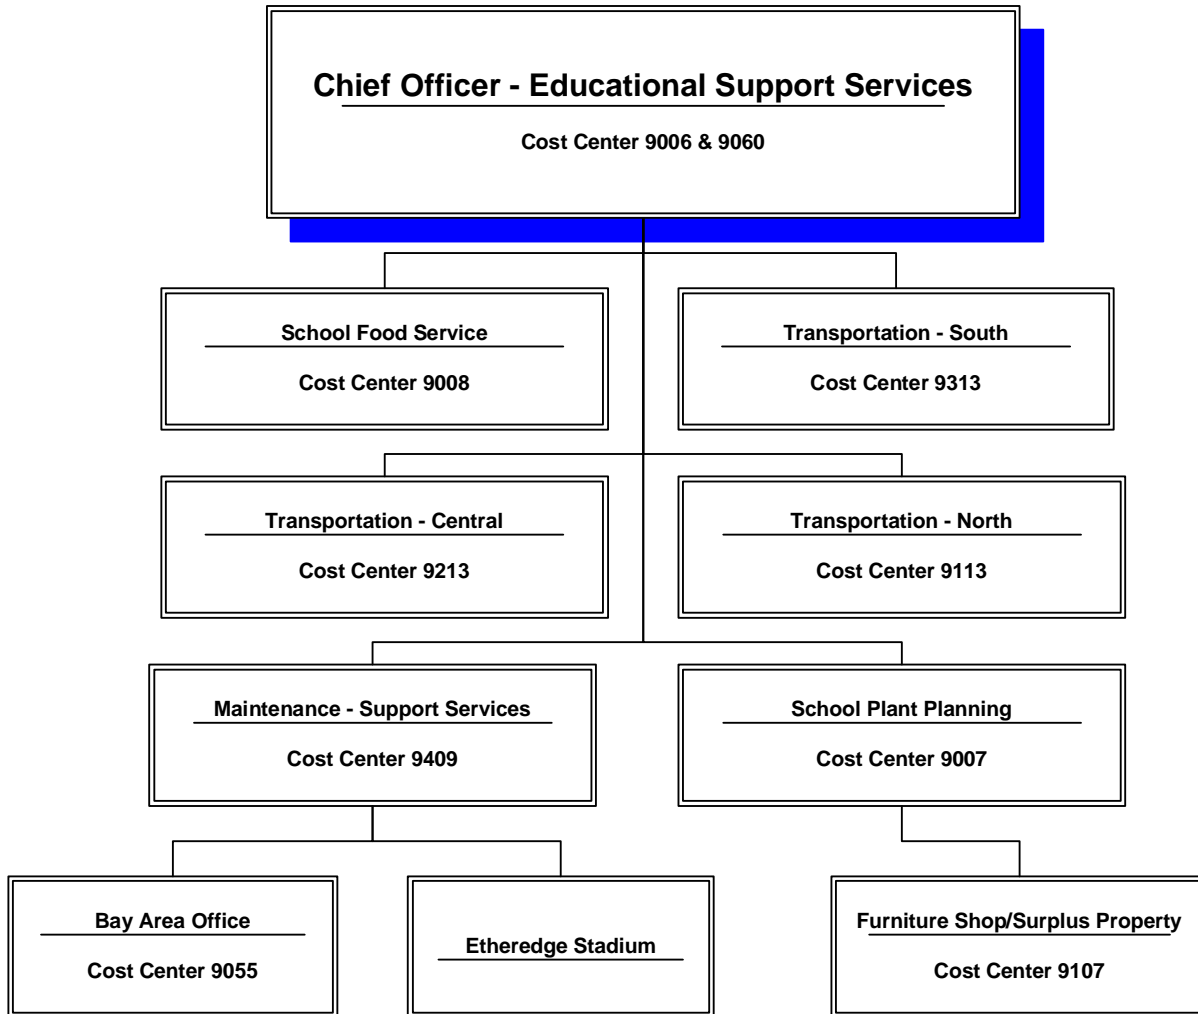 Chief Officer - Educational Support Services
Cost Center 9006 & 9060
School Food Service
Cost Center 9008
Transportation - South
Cost Center 9313
Transportation - Central
Cost Center 9213
Transportation - North
Cost Center 9113
Maintenance - Support Services
Cost Center 9409
School Plant Planning
Cost Center 9007
Bay Area Office
Cost Center 9055
Etheredge Stadium
Furniture Shop/Surplus Property
Cost Center 9107